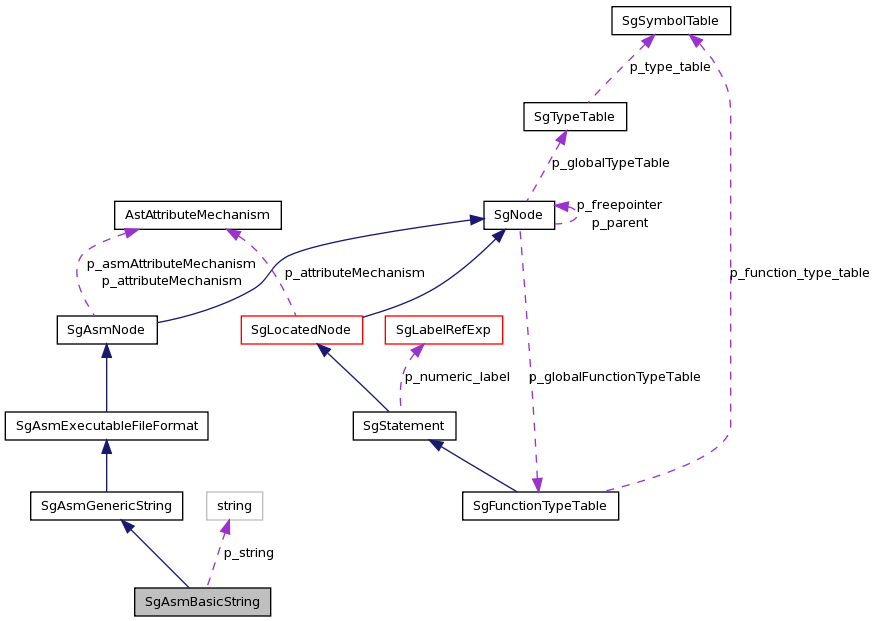 SgSymbolTable
p_type_table
SgTypeTable
p_globalTypeTable
AstAttributeMechanism
SgNode
p_freepointer
p_parent
p_asmAttributeMechanism
p_attributeMechanism
p_attributeMechanism
p_function_type_table
SgAsmNode
SgLocatedNode
SgLabelRefExp
p_numeric_label
p_globalFunctionTypeTable
SgAsmExecutableFileFormat
SgStatement
SgAsmGenericString
string
SgFunctionTypeTable
p_string
SgAsmBasicString